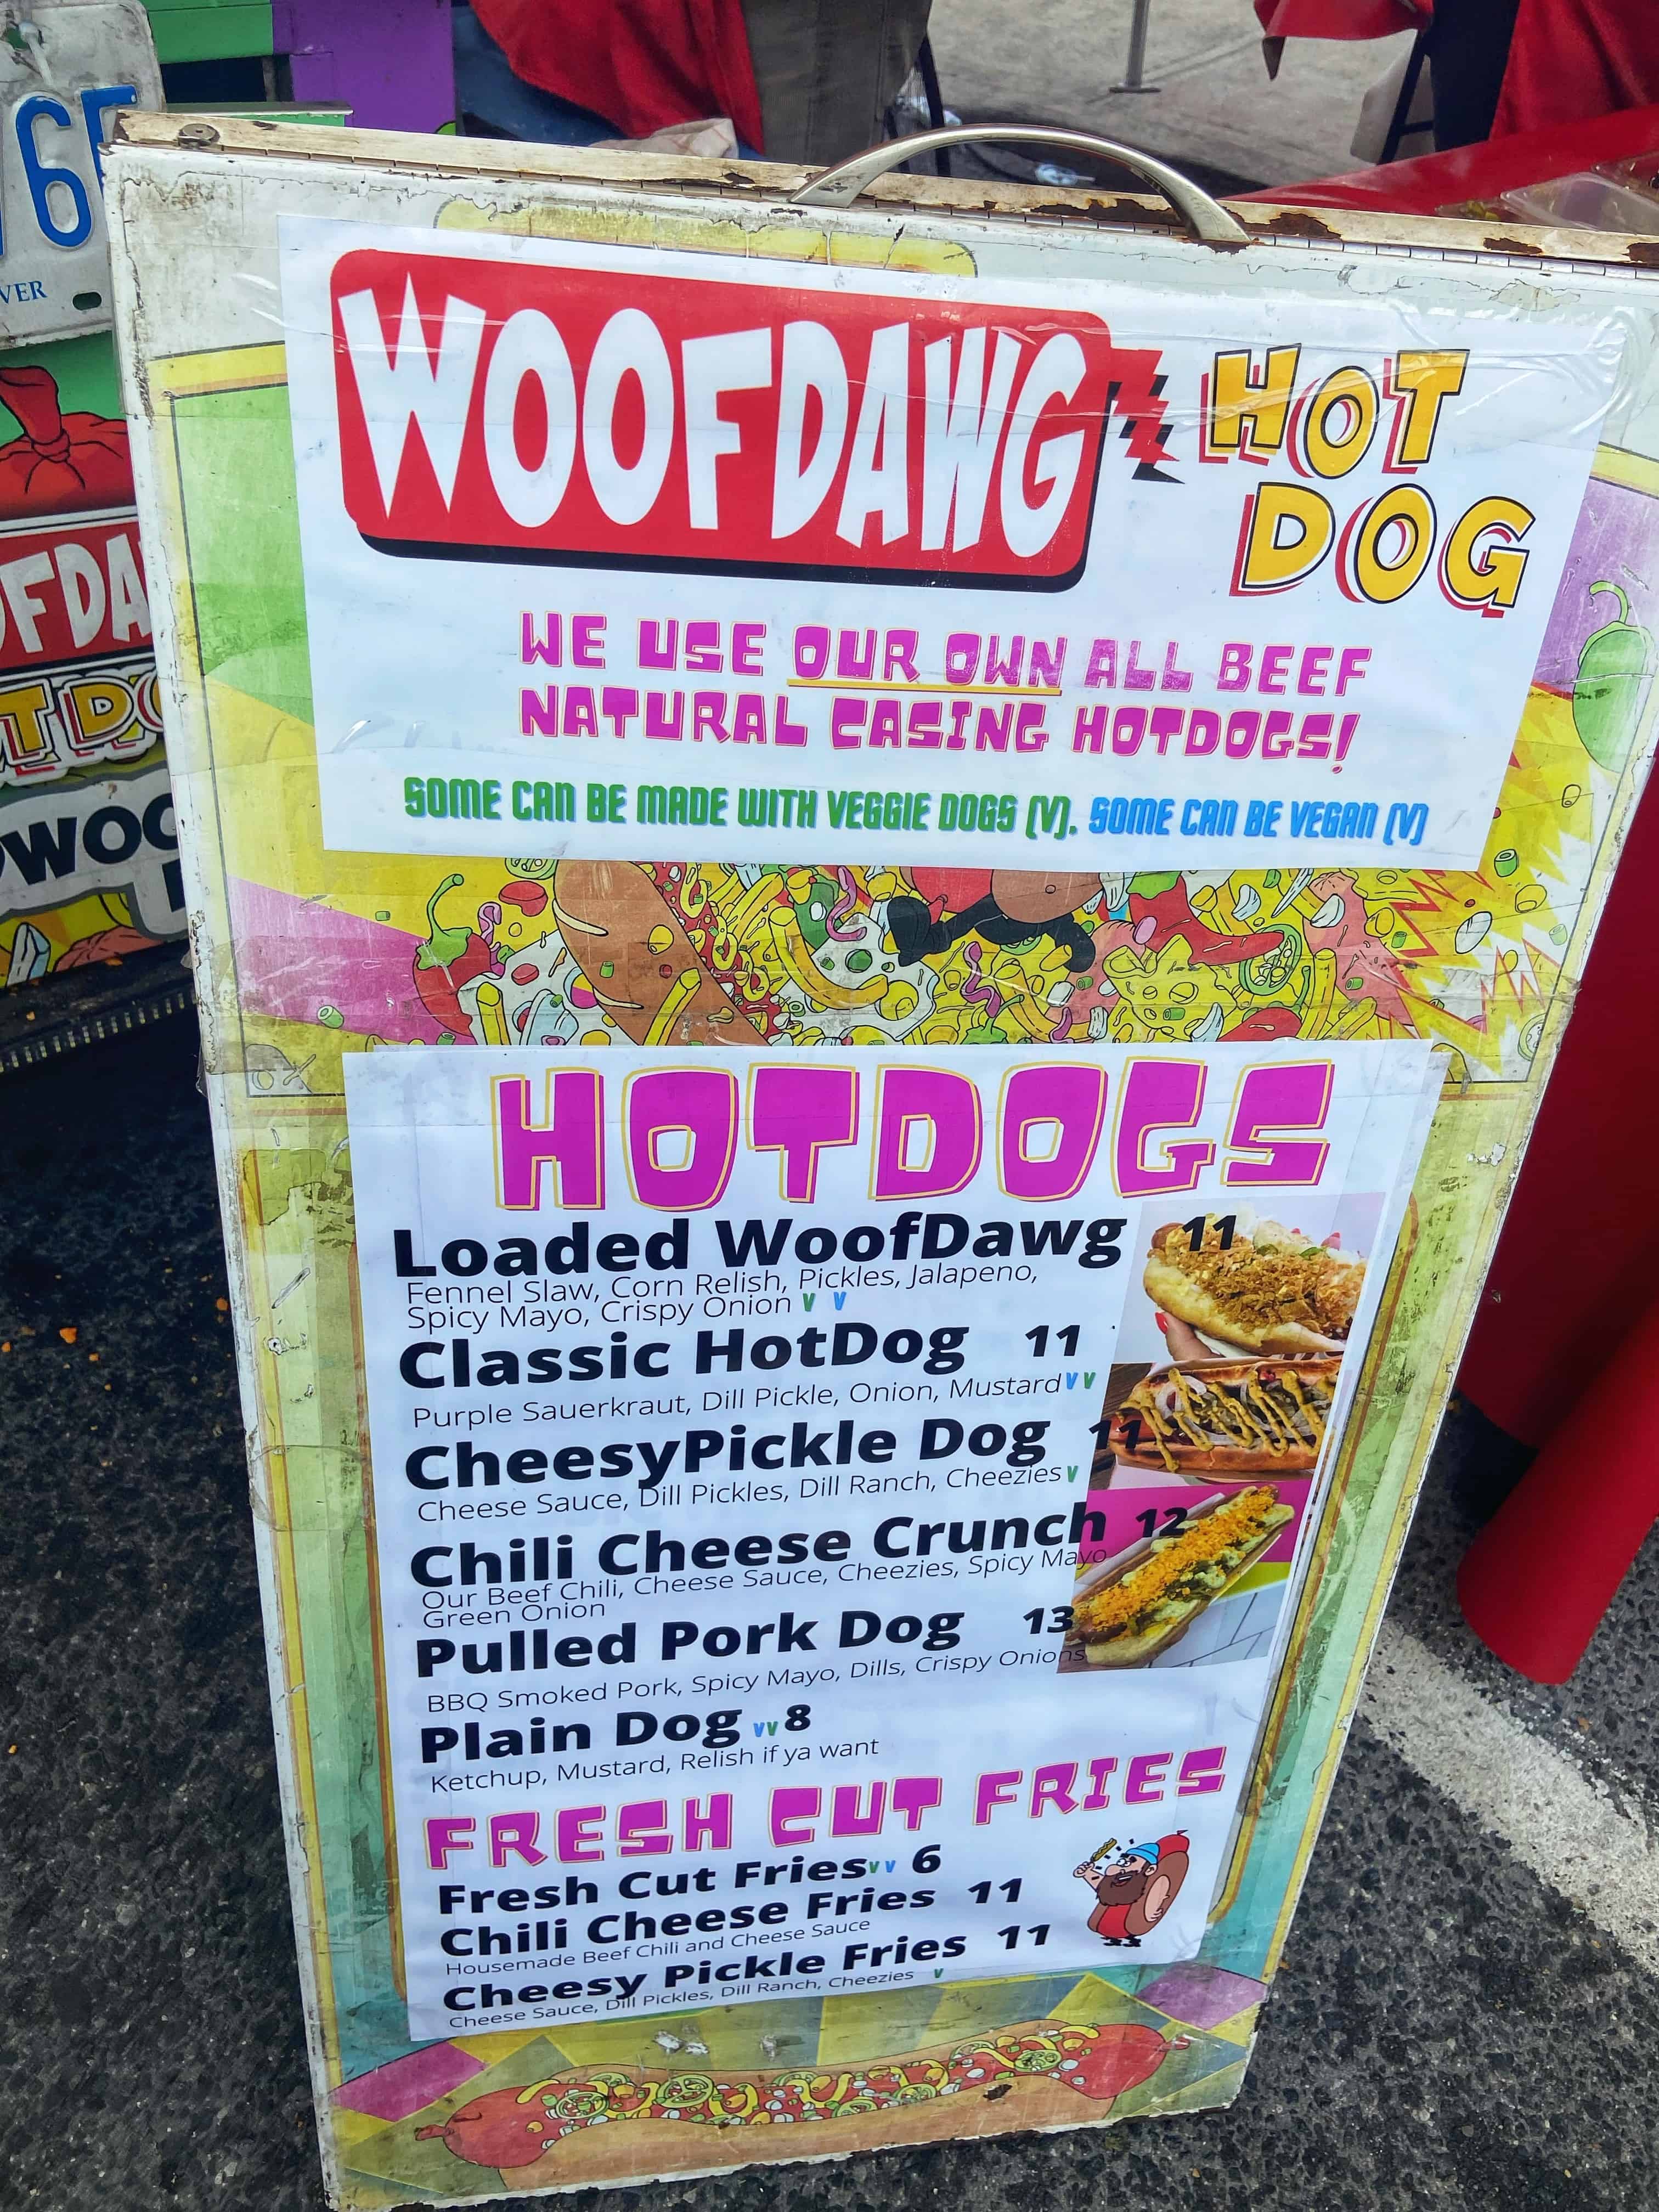 WOOFDAWG
HOT
DOG
WE USE OUR OWN ALL BEEF
NATURAL CASING HOTDOGS!
SOME CAN BE MADE WITH VEGGIE DOGS (V). SOME CAN BE VEGAN (V)
HOTDOGS
Loaded WoofDawg 11
Fennel Slaw, Corn Relish, Pickles, Jalapeno,
Spicy Mayo, Crispy Onion V V
Classic HotDog 11
Purple Sauerkraut, Dill Pickle, Onion, Mustard V V
CheesyPickle Dog 11
Cheese Sauce, Dill Pickles, Dill Ranch, Cheezies V
Chili Cheese Crunch 12
Our Beef Chili, Cheese Sauce, Cheezies, Spicy Mayo
Green Onion
Pulled Pork Dog 13
BBQ Smoked Pork, Spicy Mayo, Dills, Crispy Onions
Plain Dog VV 8
Ketchup, Mustard, Relish if ya want
FRESH CUT FRIES
Fresh Cut Fries VV 6
Chili Cheese Fries 11
Housemade Beef Chili and Cheese Sauce
Cheesy Pickle Fries 11
Cheese Sauce, Dill Pickles, Dill Ranch, Cheezies V